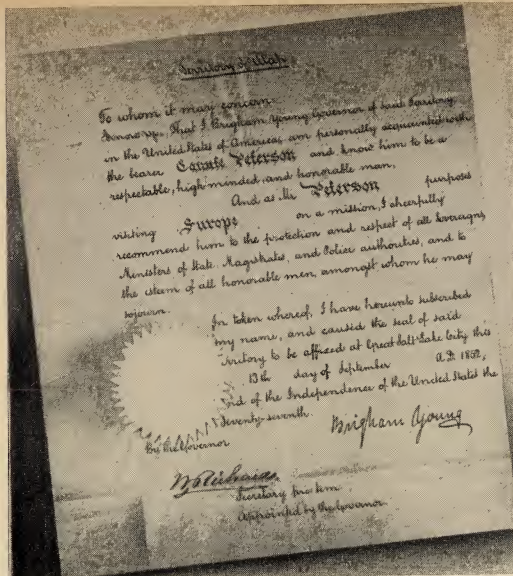 Territory of Utah
To whom it may concern:
Know ye, That I Brigham Young Governor of said Territory
in the United States of America, am personally acquainted with
the bearer Canute Peterson and know him to be a
respectable, high minded, and honorable man,
And as Mr Peterson purposes
visiting Europe on a mission, I cheerfully
recommend him to the protection and respect of all Sovereigns,
Ministers of State, Magistrates, and Police authorities, and to
the esteem of all honorable men, amongst whom he may
sojourn.
In token whereof, I have hereunto subscribed
my name, and caused the seal of said
Territory to be affixed at Great Salt Lake City this
13th day of September A.D. 1852,
nd of the Independence of the United States the
Seventy-seventh.
By the Governor
Brigham Young
Secretary pro tem
Appointed by the Governor